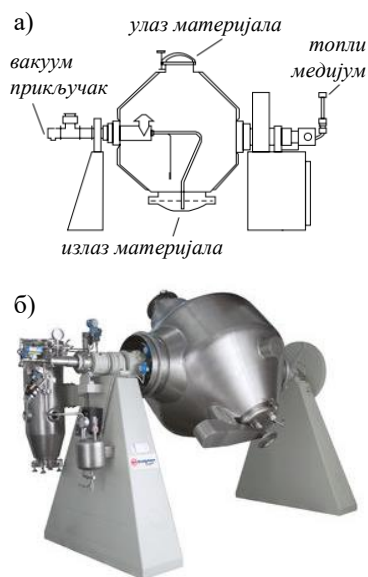 а)
улаз материјала
топли
медијум
вакуум
прикључак
излаз материјала
б)